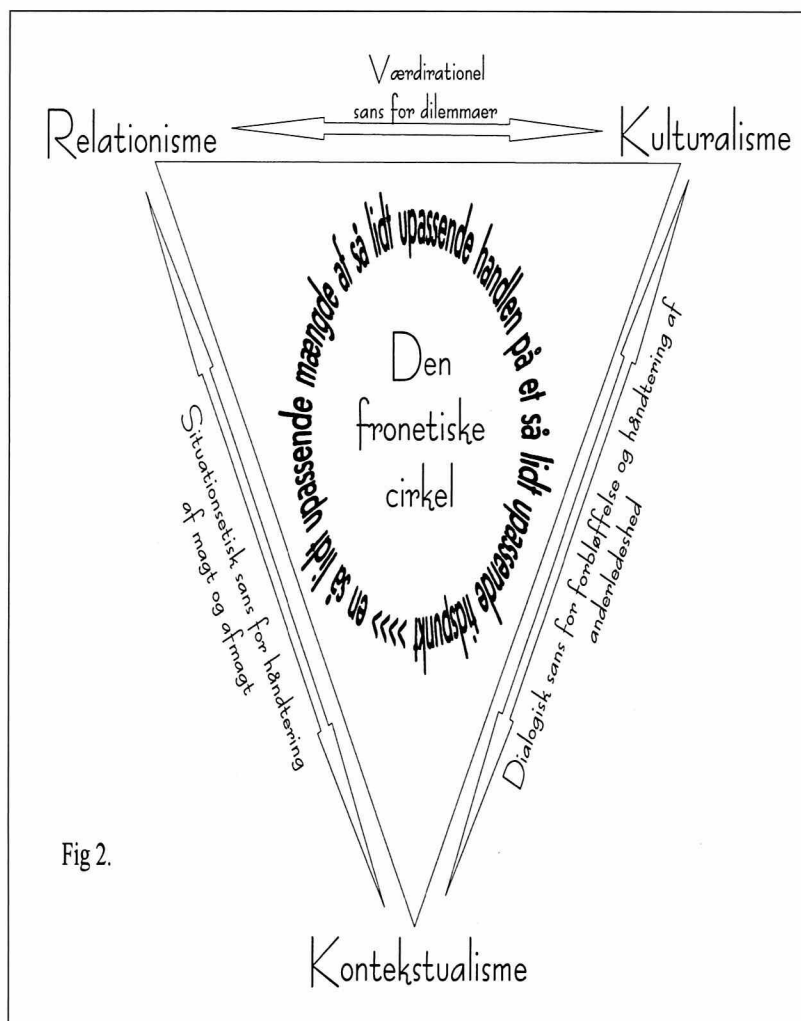 Værdirationel
sans for dilemmaer
Relationisme
Kulturalisme
en så lidt upassende mængde af så lidt upassende handlen på et så lidt upassende tidspunkt >>>>
Den
fronetiske
cirkel
Situationsetisk sans for håndtering
af magt og afmagt
Dialogisk sans for forbløffelse og håndtering af
anderledeshed
Fig 2.
Kontekstualisme